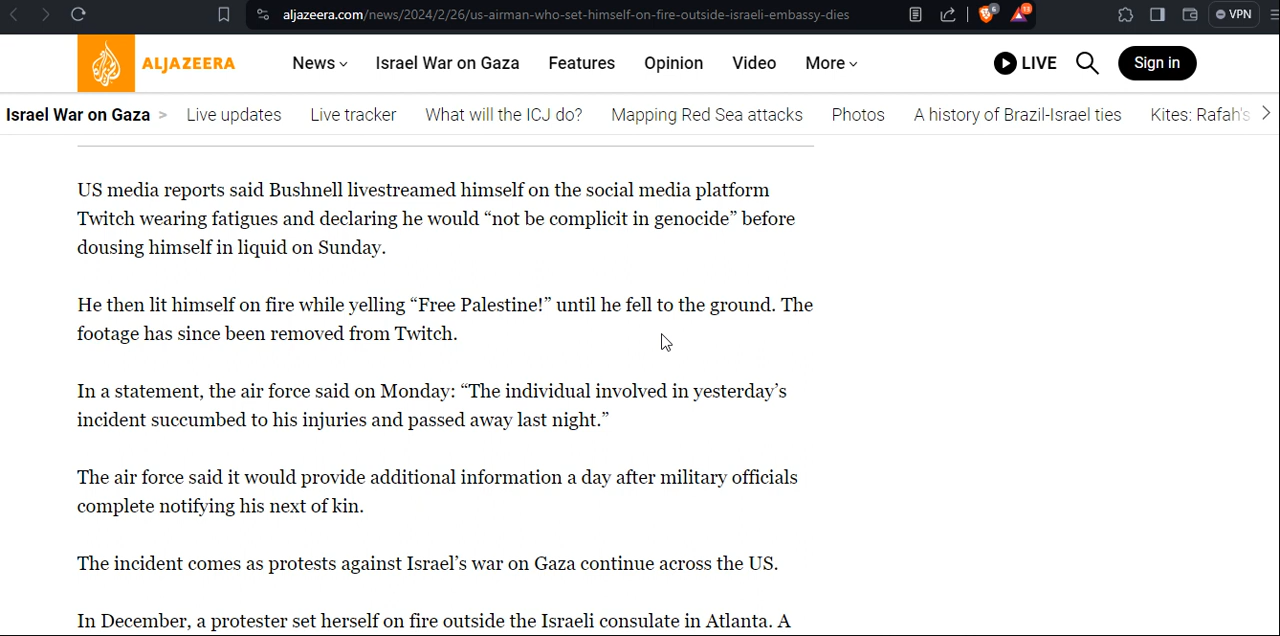 aljazeera.com/news/2024/2/26/us-airman-who-set-himself-on-fire-outside-israeli-embassy-dies
VPN
ALJAZEERA
News
Israel War on Gaza
Features
Opinion
Video
More
LIVE
Sign in
Israel War on Gaza > Live updates Live tracker What will the ICJ do? Mapping Red Sea attacks Photos A history of Brazil-Israel ties Kites: Rafah's
US media reports said Bushnell livestreamed himself on the social media platform
Twitch wearing fatigues and declaring he would “not be complicit in genocide” before
dousing himself in liquid on Sunday.
He then lit himself on fire while yelling “Free Palestine!” until he fell to the ground. The
footage has since been removed from Twitch.
In a statement, the air force said on Monday: “The individual involved in yesterday’s
incident succumbed to his injuries and passed away last night.”
The air force said it would provide additional information a day after military officials
complete notifying his next of kin.
The incident comes as protests against Israel’s war on Gaza continue across the US.
In December, a protester set herself on fire outside the Israeli consulate in Atlanta. A